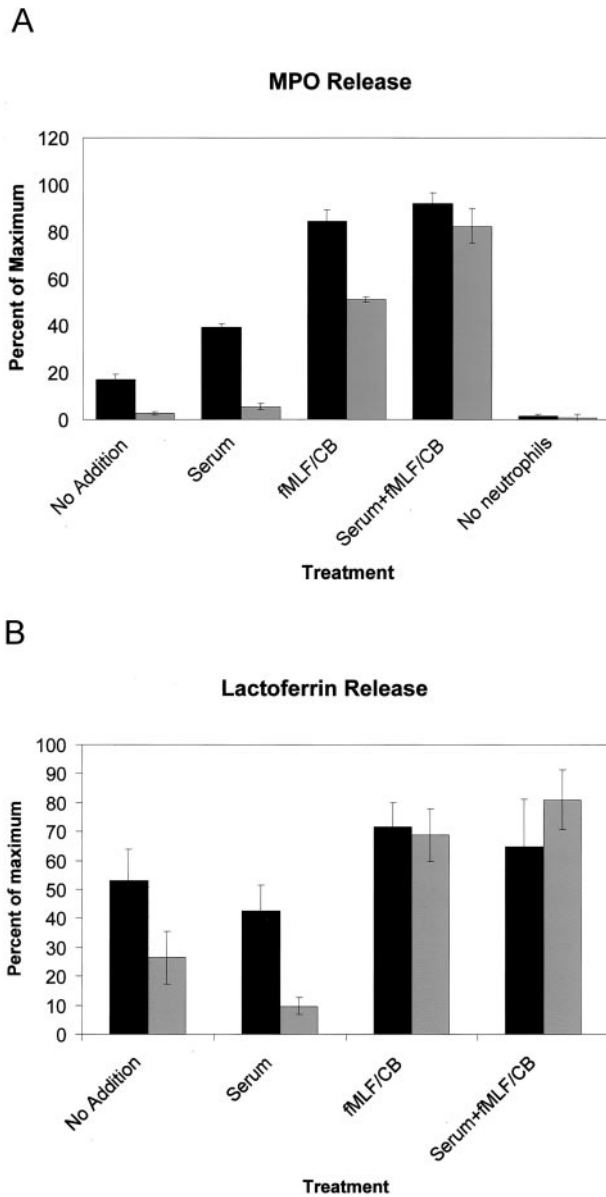 A
MPO Release
120
100
80
60
40
20
0
Percent of Maximum
No Addition
Serum
fMLF/CB
Serum+fMLF/CB
No neutrophils
Treatment
B
Lactoferrin Release
100
90
80
70
60
50
40
30
20
10
0
Percent of maximum
No Addition
Serum
fMLF/CB
Serum+fMLF/CB
Treatment